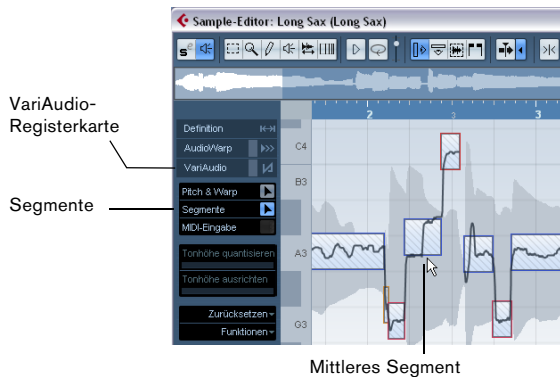 Sample-Editor: Long Sax (Long Sax)
VariAudio-
Registerkarte
Segmente
2
3
3
Definition
AudioWarp
VariAudio
Pitch & Warp
Segmente
MIDI-Eingabe
Tonhöhe quantisieren
Tonhöhe ausrichten
Zurücksetzen
Funktionen
C4
B3
A3
G3
Mittleres Segment